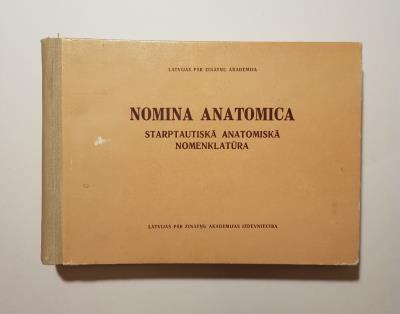 LATVIJAS PSR ZINĀTŅU AKADĒMIJA
NOMINA ANATOMICA
STARPTAUTISKĀ ANATOMISKĀ
NOMENKLATŪRA
LATVIJAS PSR ZINĀTŅU AKADĒMIJAS IZDEVNIECĪBA